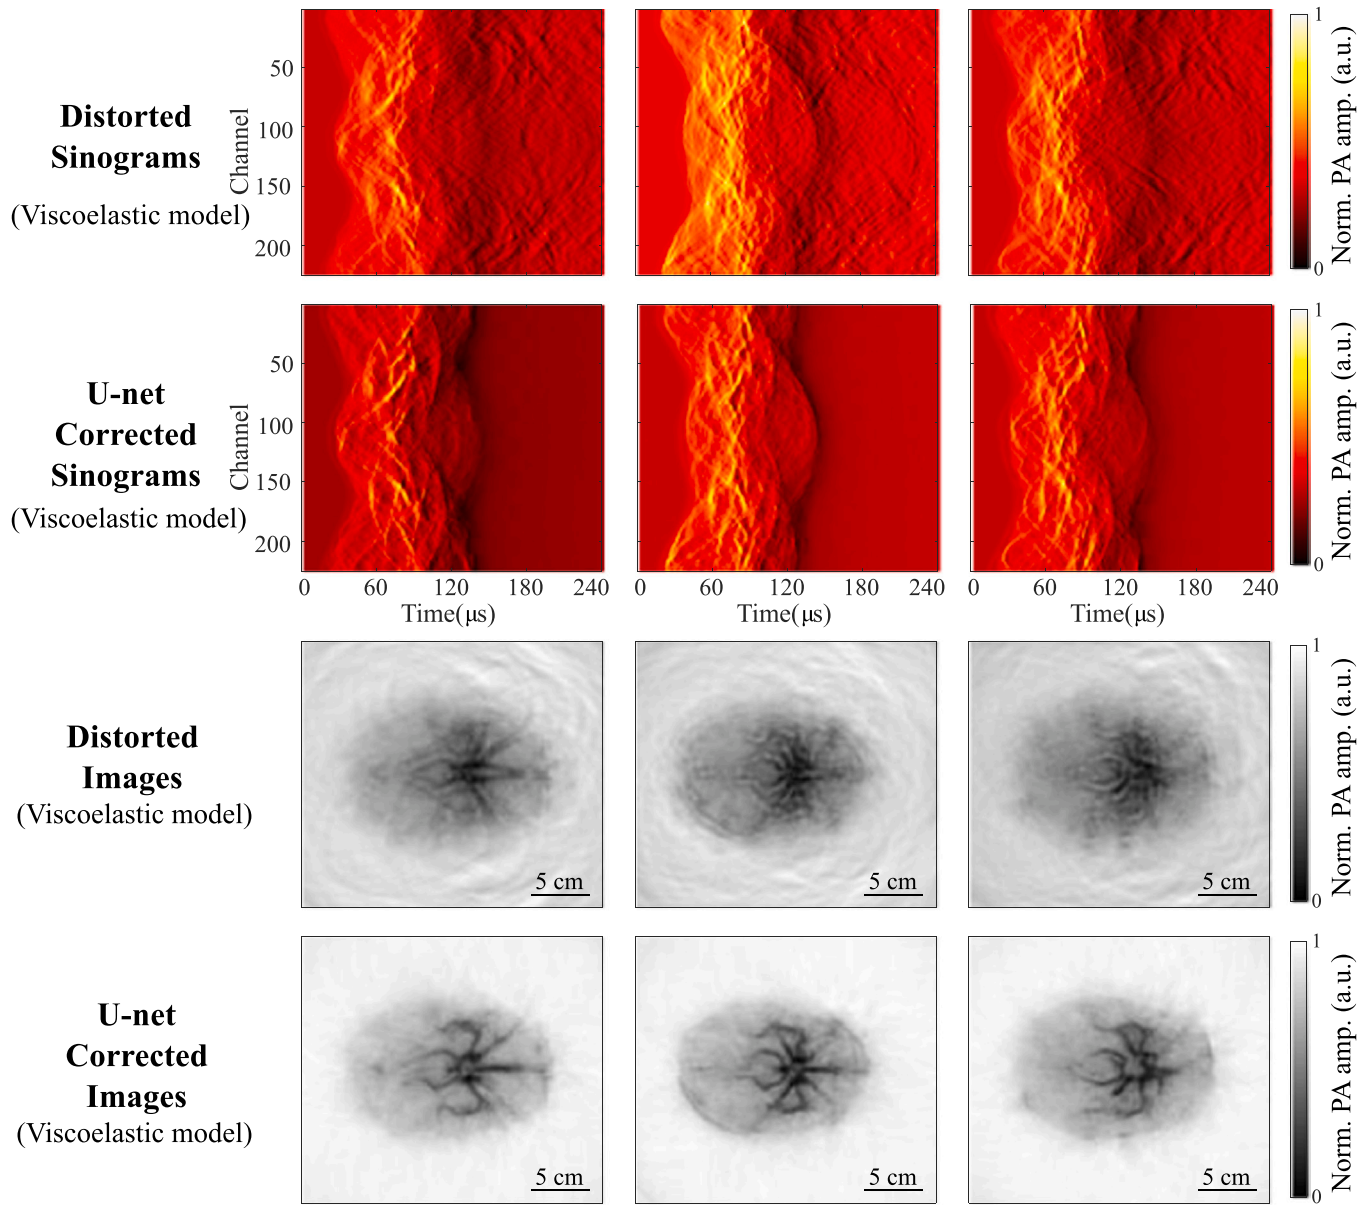 Distorted
Sinograms
(Viscoelastic model)
Channel
50
100
150
200
1
0
Norm. PA amp. (a.u.)
U-net
Corrected
Sinograms
(Viscoelastic model)
Channel
50
100
150
200
0 60 120 180 240
Time(μs)
0 60 120 180 240
Time(μs)
0 60 120 180 240
Time(μs)
1
0
Norm. PA amp. (a.u.)
Distorted
Images
(Viscoelastic model)
5 cm
5 cm
5 cm
1
0
Norm. PA amp. (a.u.)
U-net
Corrected
Images
(Viscoelastic model)
5 cm
5 cm
5 cm
1
0
Norm. PA amp. (a.u.)